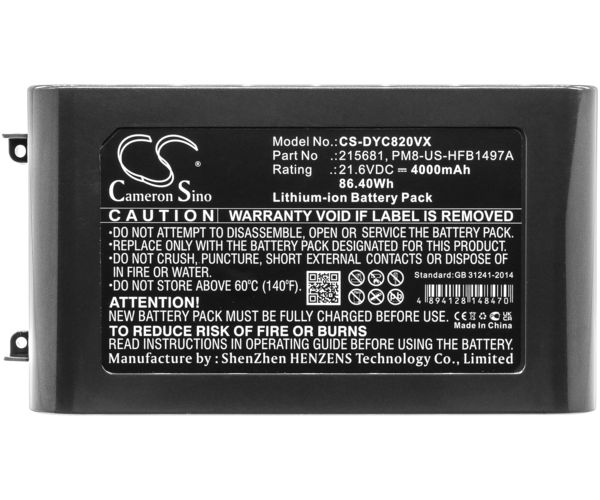 CS
Cameron Sino
Model No.:CS-DYC820VX
Part No :215681, PM8-US-HFB1497A
Rating :21.6VDC 4000mAh
86.40Wh
Lithium-ion Battery Pack
CAUTION WARRANTY VOID IF LABEL IS REMOVED
•DO NOT ATTEMPT TO DISASSEMBLE, OPEN OR SERVICE THE BATTERY PACK.
•REPLACE ONLY WITH THE BATTERY PACK DESIGNATED FOR THIS PRODUCT.
•DO NOT CRUSH, PUNCTURE, SHORT EXTERNAL CONTACTS OR DISPOSE OF
IN FIRE OR WATER.
•DO NOT STORE ABOVE 60℃ (140℉).
Standard:GB 31241-2014
ATTENTION!
NEW BATTERY PACK MUST BE FULLY CHARGED BEFORE USE.
TO REDUCE RISK OF FIRE OR BURNS
READ INSTRUCTIONS GUIDE BEFORE USING THE BATTERY.
Manufacture by : ShenZhen HENZENS Technology Co., Limited
4 894128 148470
CE EAC
Made in China